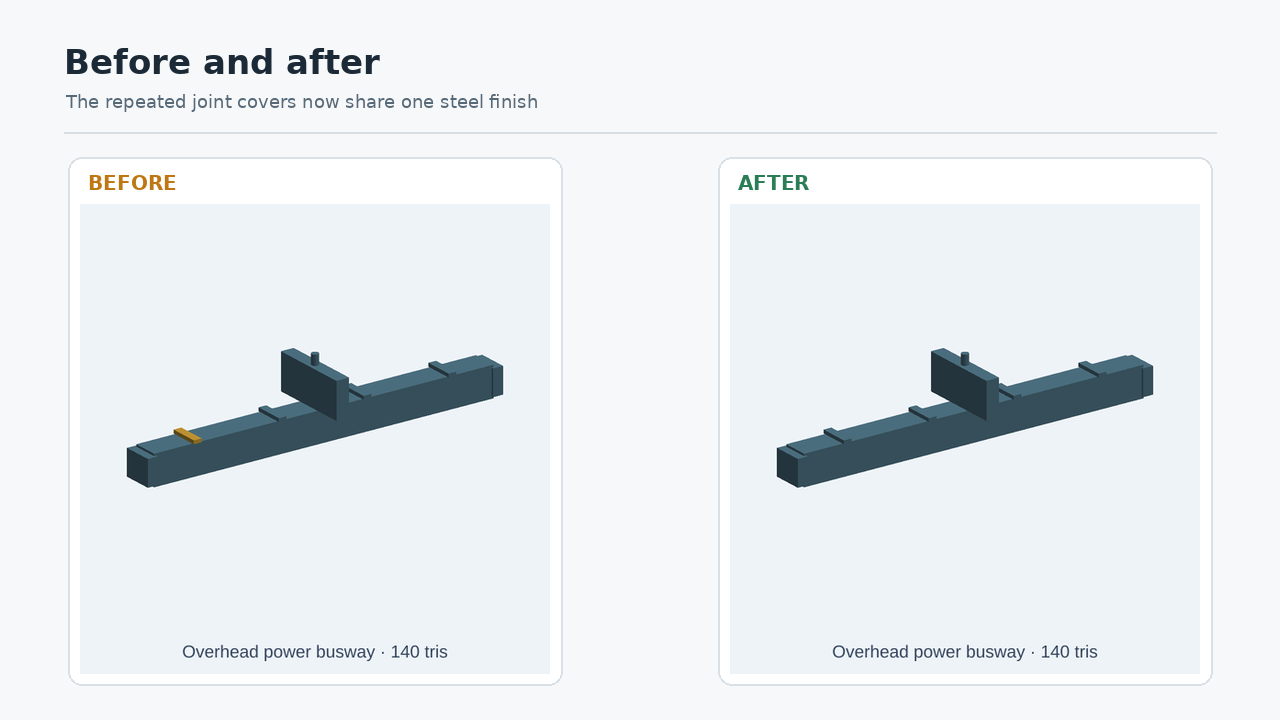 Before and after
The repeated joint covers now share one steel finish
BEFORE
Overhead power busway · 140 tris
AFTER
Overhead power busway · 140 tris